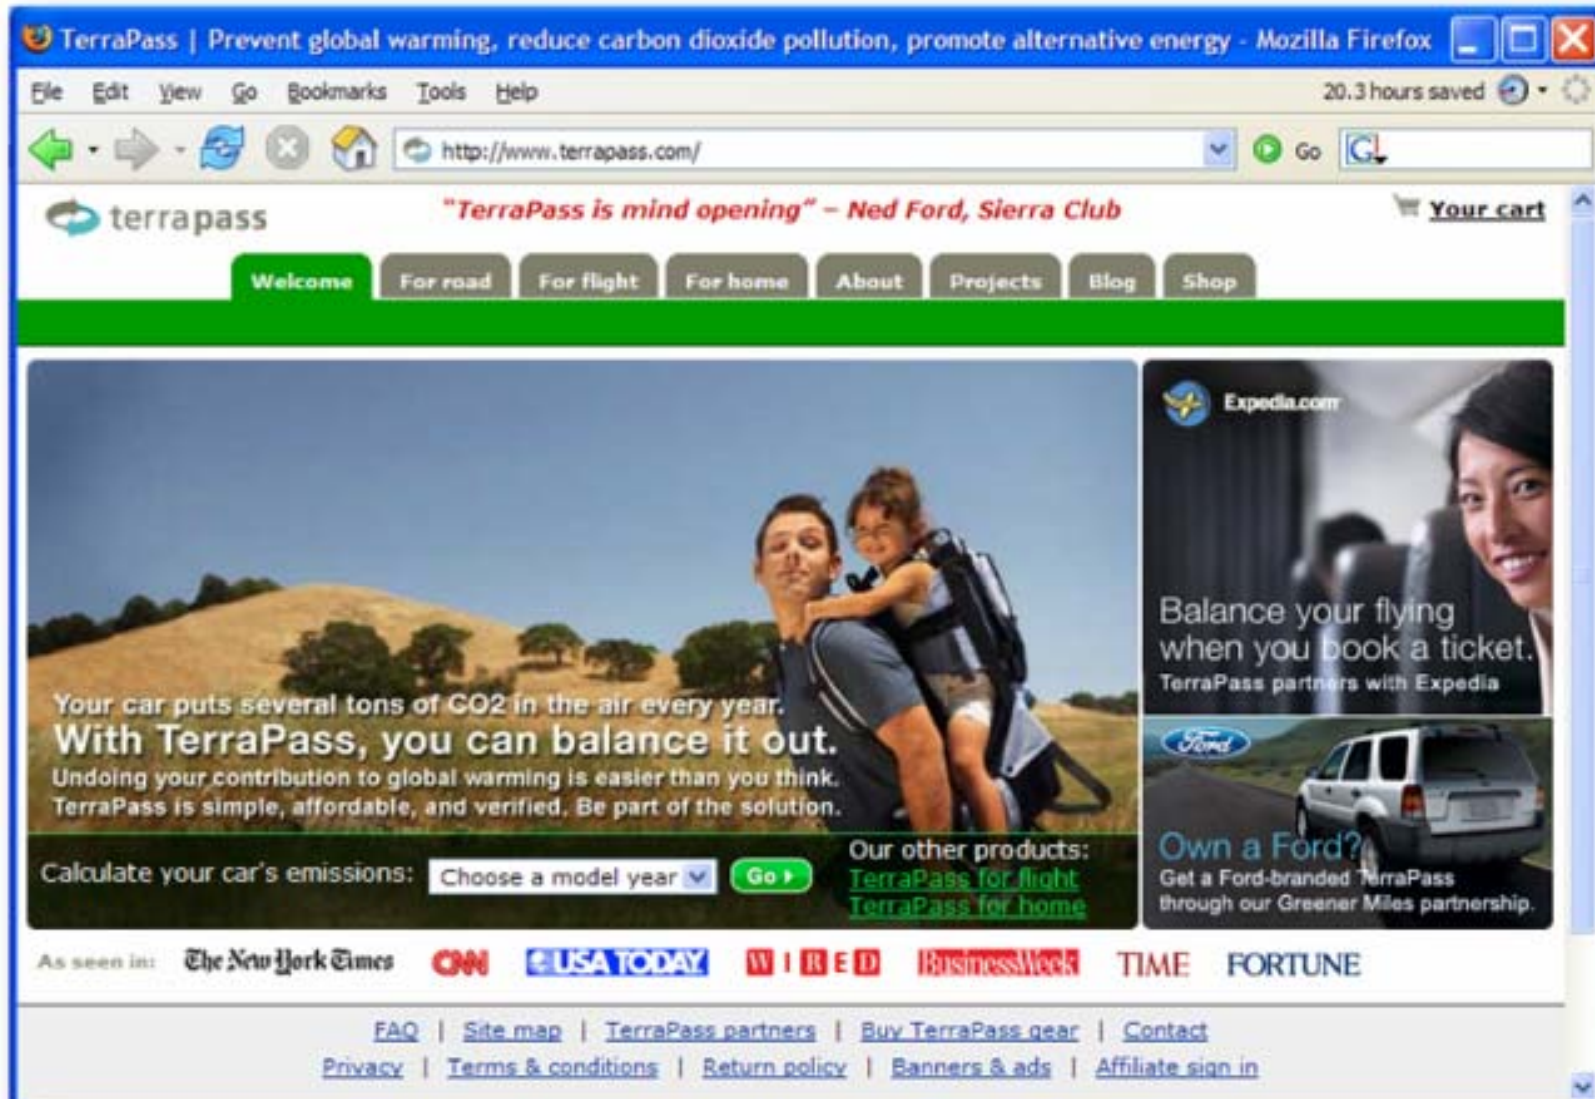 TerraPass | Prevent global warming, reduce carbon dioxide pollution, promote alternative energy - Mozilla Firefox
File Edit View Go Bookmarks Tools Help
20.3 hours saved
http://www.terrapass.com/
Go
G
terrapass
"TerraPass is mind opening" – Ned Ford, Sierra Club
Your cart
Welcome For road For flight For home About Projects Blog Shop
Your car puts several tons of CO2 in the air every year.
With TerraPass, you can balance it out.
Undoing your contribution to global warming is easier than you think.
TerraPass is simple, affordable, and verified. Be part of the solution.
Calculate your car's emissions: Choose a model year Go
Our other products:
TerraPass for flight
TerraPass for home
Expedia.com
Balance your flying
when you book a ticket.
TerraPass partners with Expedia
Ford
Own a Ford?
Get a Ford-branded TerraPass
through our Greener Miles partnership.
As seen in: The New York Times CNN USA TODAY WIRED BusinessWeek TIME FORTUNE
FAQ | Site map | TerraPass partners | Buy TerraPass gear | Contact
Privacy | Terms & conditions | Return policy | Banners & ads | Affiliate sign in